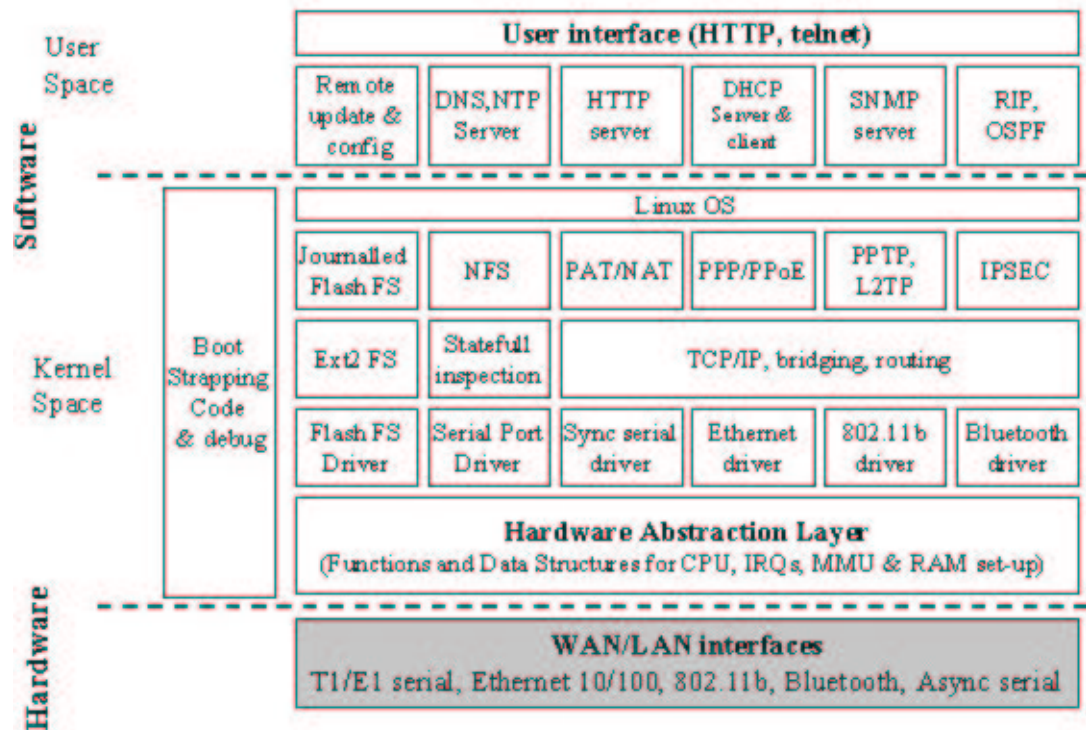 User
Space
User interface (HTTP, telnet)
Remote
update &
config
DNS,NTP
Server
HTTP
server
DHCP
Server &
client
SNMP
server
RIP,
OSPF
Software
Kernel
Space
Boot
Strapping
Code
& debug
Linux OS
Journalled
Flash FS
NFS
PAT/NAT
PPP/PPoE
PPTP,
L2TP
IPSEC
Ext2 FS
Statefull
inspection
TCP/IP, bridging, routing
Flash FS
Driver
Serial Port
Driver
Sync serial
driver
Ethernet
driver
802.11b
driver
Bluetooth
driver
Hardware Abstraction Layer
(Functions and Data Structures for CPU, IRQs, MMU & RAM set-up)
Hardware
WAN/LAN interfaces
T1/E1 serial, Ethernet 10/100, 802.11b, Bluetooth, Async serial